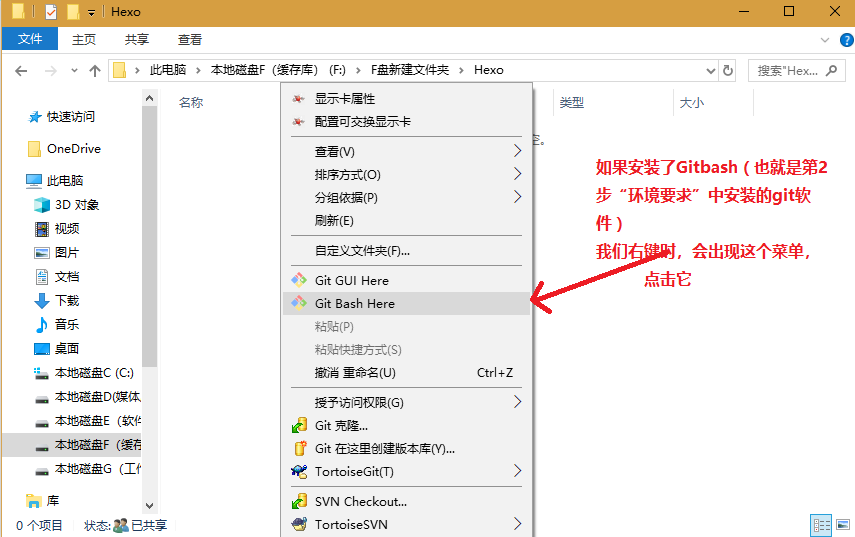 Hexo
文件 主页 共享 查看
此电脑 本地磁盘F（缓存库） (F:) F盘新建文件夹 Hexo
搜索"Hex...
名称 类型 大小
快速访问
OneDrive
此电脑
3D 对象
视频
图片
文档
下载
音乐
桌面
本地磁盘C (C:)
本地磁盘D(媒体
本地磁盘E（软件
本地磁盘F（缓存
本地磁盘G（工作
库
0 个项目 状态: 已共享
显示卡属性
配置可交换显示卡
查看(V)
排序方式(O)
分组依据(P)
刷新(E)
自定义文件夹(F)...
Git GUI Here
Git Bash Here
粘贴(P)
粘贴快捷方式(S)
撤消 重命名(U) Ctrl+Z
授予访问权限(G)
Git 克隆...
Git 在这里创建版本库(Y)...
TortoiseGit(T)
SVN Checkout...
TortoiseSVN
空。
如果安装了Gitbash（也就是第2
步“环境要求”中安装的git软
件）
我们右键时，会出现这个菜单，
点击它